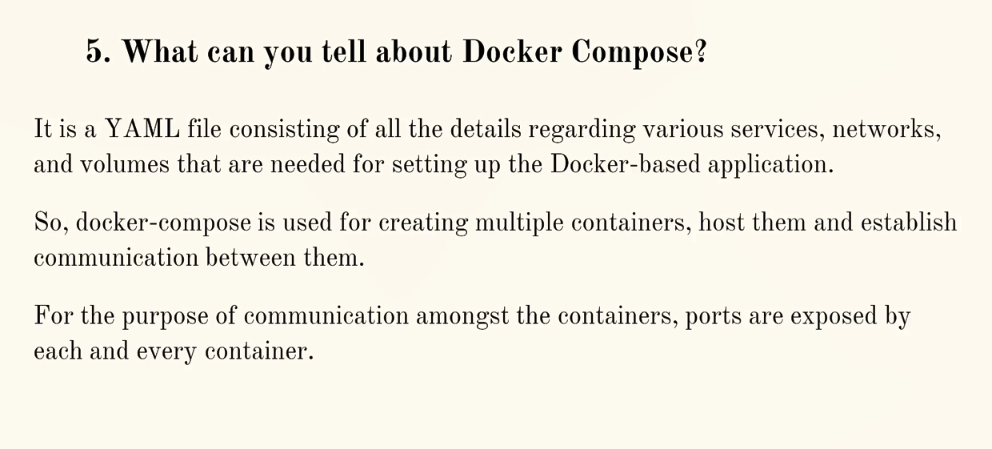 5. What can you tell about Docker Compose?
It is a YAML file consisting of all the details regarding various services, networks,
and volumes that are needed for setting up the Docker-based application.
So, docker-compose is used for creating multiple containers, host them and establish
communication between them.
For the purpose of communication amongst the containers, ports are exposed by
each and every container.